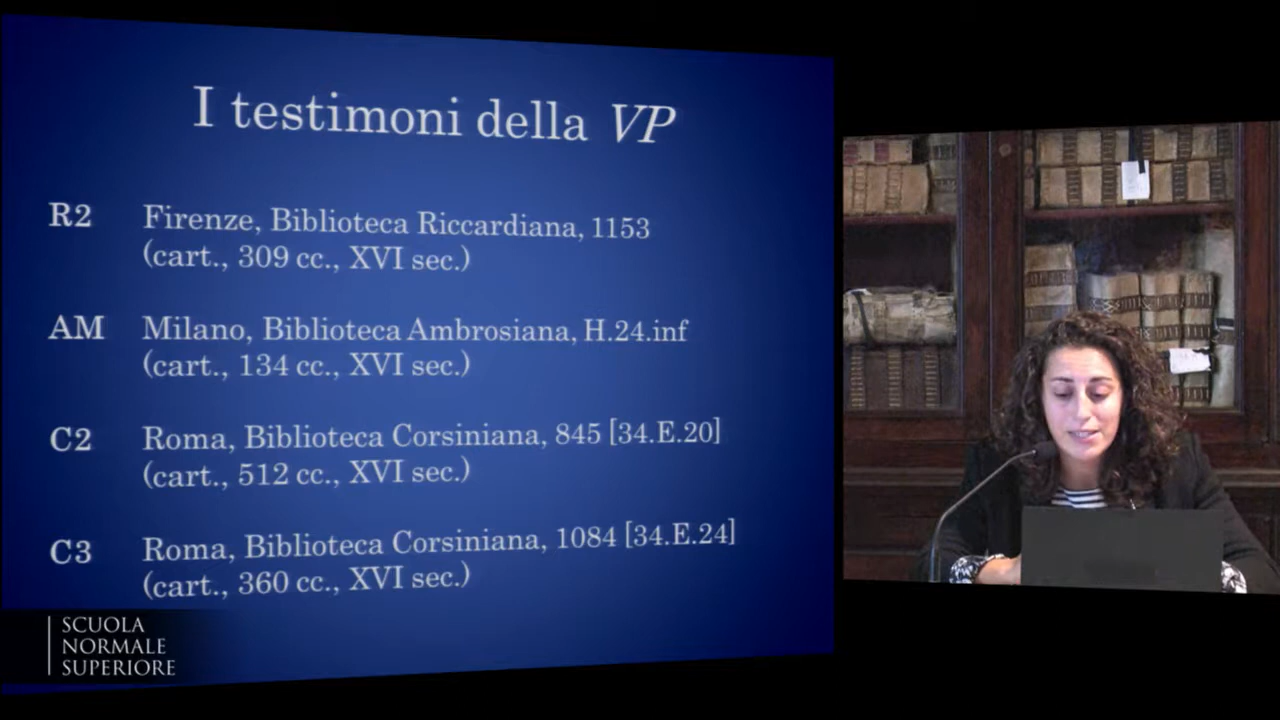 I testimoni della VP
R2
Firenze, Biblioteca Riccardiana, 1153
(cart., 309 cc., XVI sec.)
AM
Milano, Biblioteca Ambrosiana, H.24.inf
(cart., 134 cc., XVI sec.)
C2
Roma, Biblioteca Corsiniana, 845 [34.E.20]
(cart., 512 cc., XVI sec.)
C3
Roma, Biblioteca Corsiniana, 1084 [34.E.24]
(cart., 360 cc., XVI sec.)
SCUOLA
NORMALE
SUPERIORE